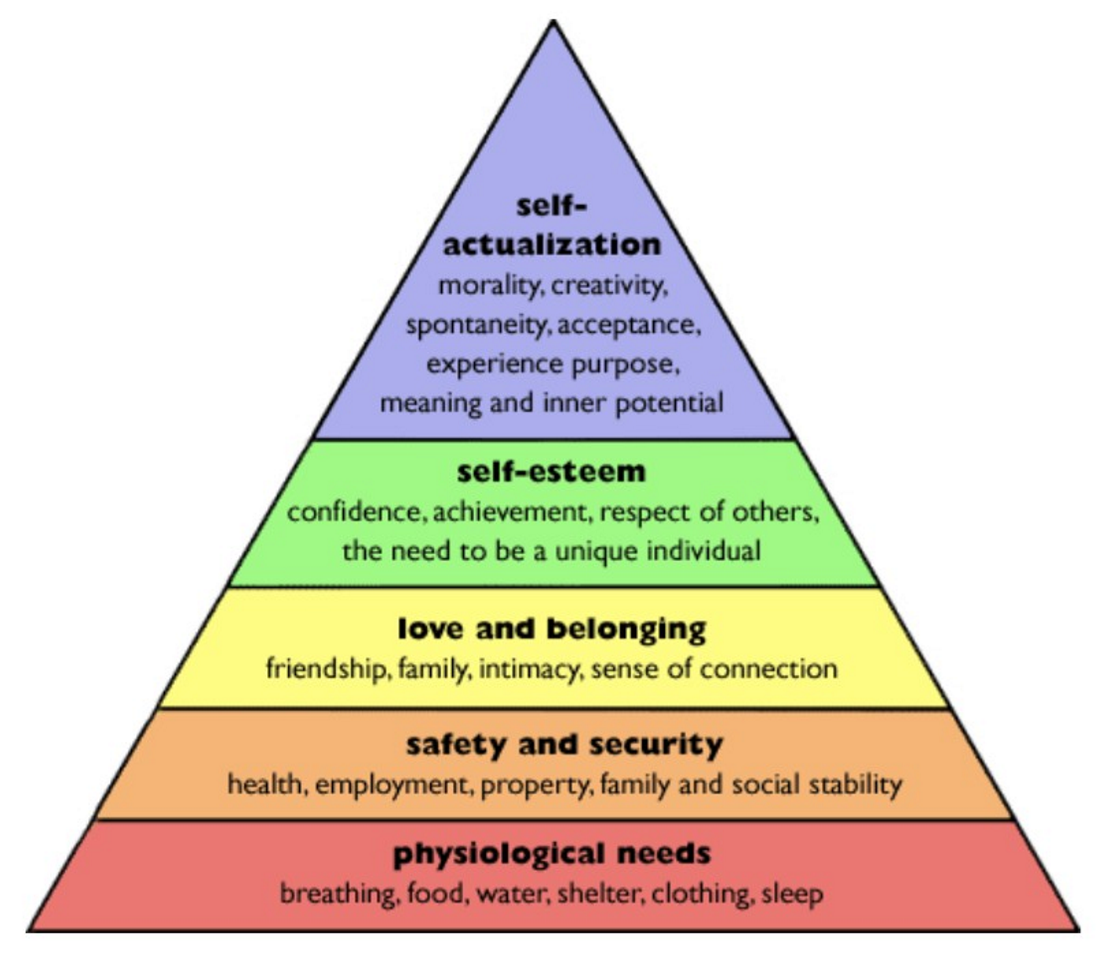 self-
actualization
morality, creativity,
spontaneity, acceptance,
experience purpose,
meaning and inner potential
self-esteem
confidence, achievement, respect of others,
the need to be a unique individual
love and belonging
friendship, family, intimacy, sense of connection
safety and security
health, employment, property, family and social stability
physiological needs
breathing, food, water, shelter, clothing, sleep